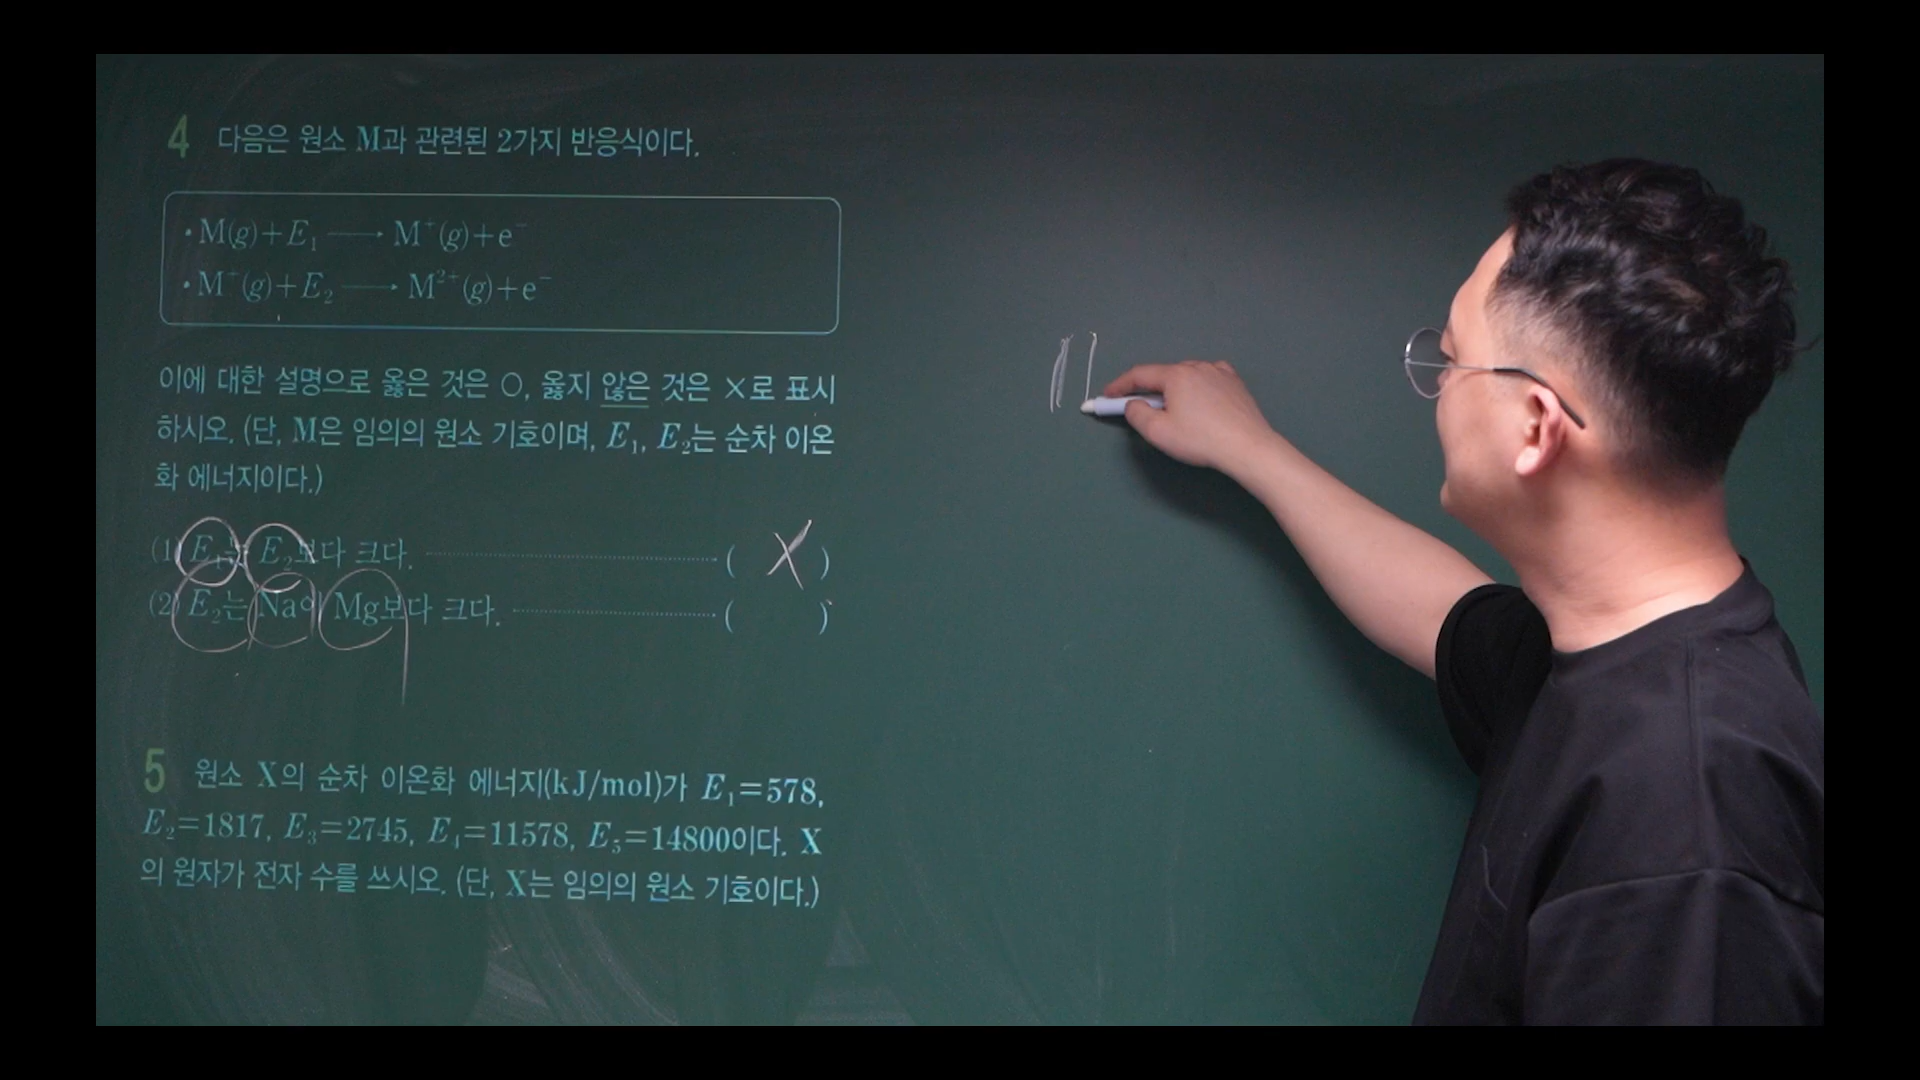 4 다음은 원소 M과 관련된 2가지 반응식이다.
• M(g)+E₁ ⟶ M⁺(g)+e⁻
• M⁺(g)+E₂ ⟶ M²⁺(g)+e⁻
이에 대한 설명으로 옳은 것은 ○, 옳지 않은 것은 ×로 표시
하시오. (단, M은 임의의 원소 기호이며, E₁, E₂는 순차 이온
화 에너지이다.)
(1) E₁는 E₂보다 크다. ( X )
(2) E₂는 Na이 Mg보다 크다. ( )
5 원소 X의 순차 이온화 에너지(kJ/mol)가 E₁=578,
E₂=1817, E₃=2745, E₄=11578, E₅=14800이다. X
의 원자가 전자 수를 쓰시오. (단, X는 임의의 원소 기호이다.)